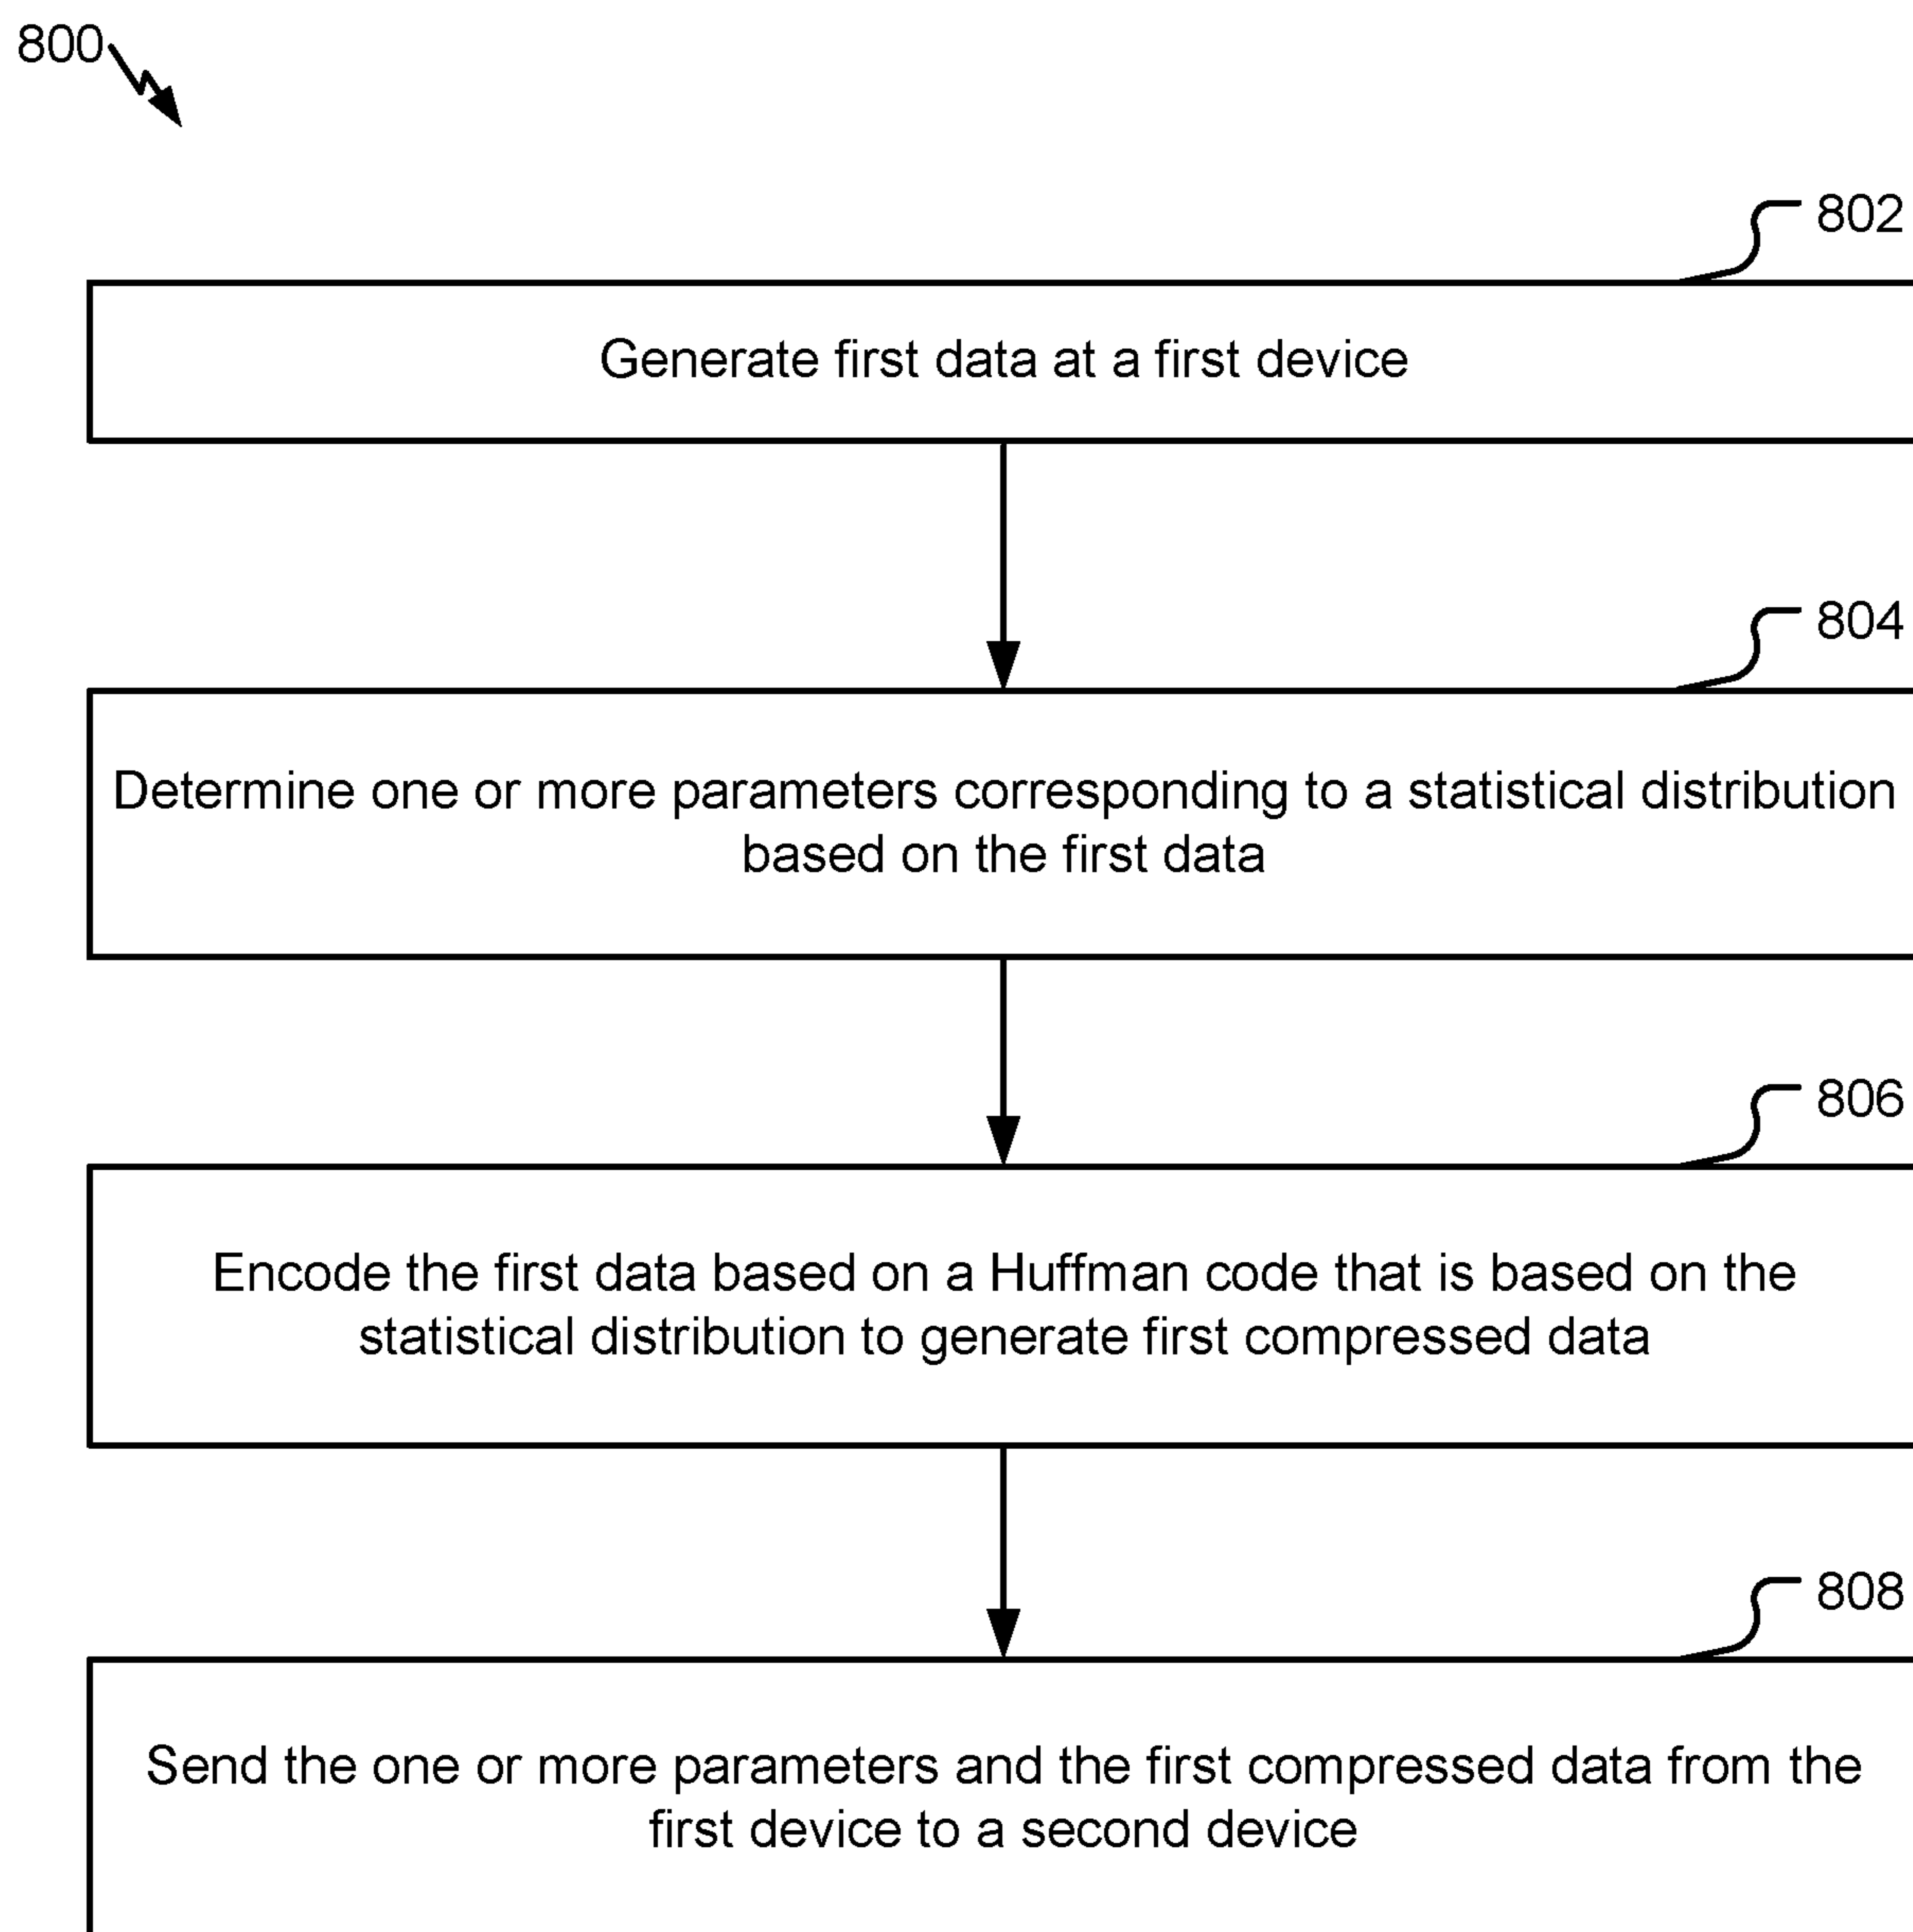 800
802
Generate first data at a first device
804
Determine one or more parameters corresponding to a statistical distribution
based on the first data
806
Encode the first data based on a Huffman code that is based on the
statistical distribution to generate first compressed data
808
Send the one or more parameters and the first compressed data from the
first device to a second device